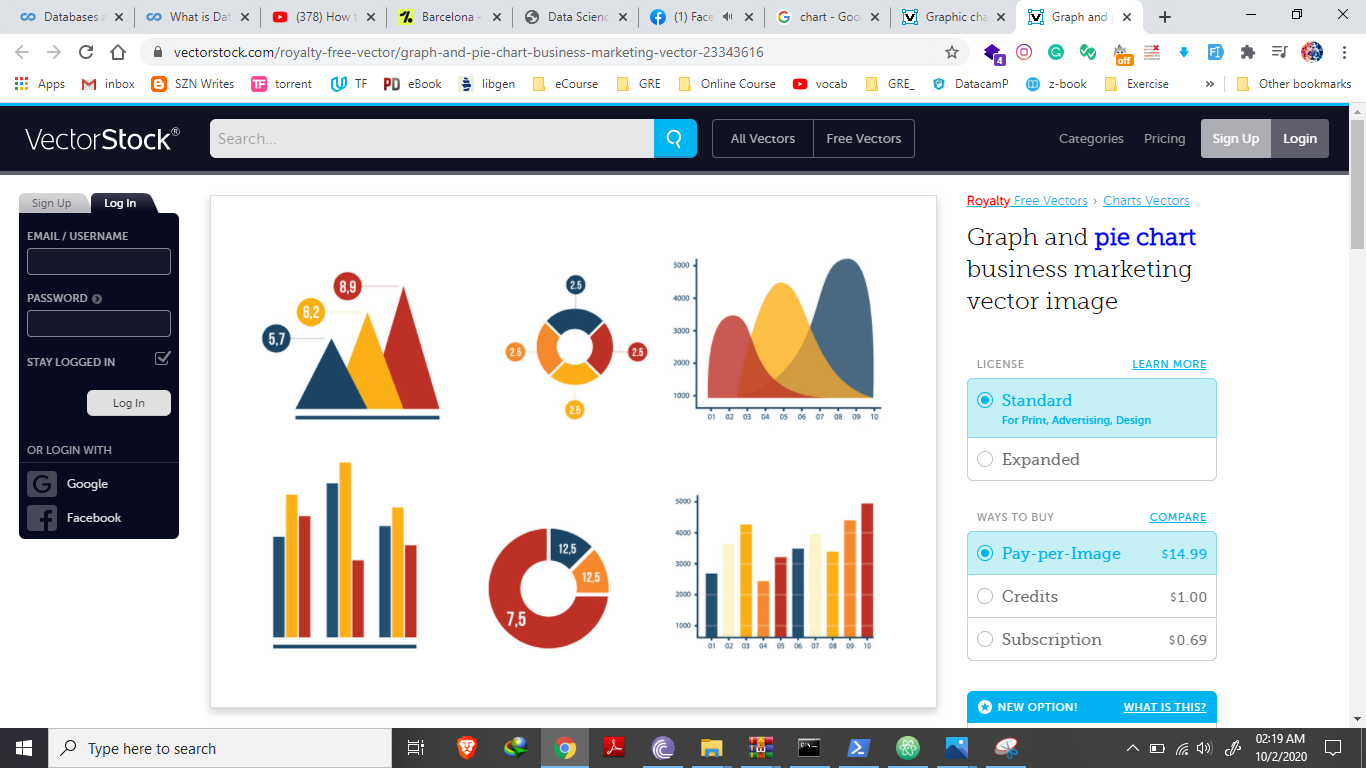 Databases a
What is Dat
(378) How t
Barcelona -
Data Scienc
(1) Face
chart - Goo
Graphic cha
Graph and
vectorstock.com/royalty-free-vector/graph-and-pie-chart-business-marketing-vector-23343616
4
off
Apps
inbox
SZN Writes
TF torrent
TF
PD eBook
libgen
eCourse
GRE
Online Course
vocab
GRE_
DatacamP
z-book
Exercise
»
Other bookmarks
VectorStock®
Search...
All Vectors
Free Vectors
Categories
Pricing
Sign Up
Login
Sign Up
Log In
EMAIL / USERNAME
PASSWORD
STAY LOGGED IN
Log In
OR LOGIN WITH
Google
Facebook
8,9
6,2
5,7
2.5
2.5
2.5
2.5
5000
4000
3000
2000
1000
01 02 03 04 05 06 07 08 09 10
12,5
12,5
7,5
5000
4000
3000
2000
1000
01 02 03 04 05 06 07 08 09 10
Royalty Free Vectors › Charts Vectors
Graph and pie chart
business marketing
vector image
LICENSE
LEARN MORE
Standard
For Print, Advertising, Design
Expanded
WAYS TO BUY
COMPARE
Pay-per-Image $14.99
Credits $1.00
Subscription $0.69
NEW OPTION!
WHAT IS THIS?
Type here to search
02:19 AM
10/2/2020